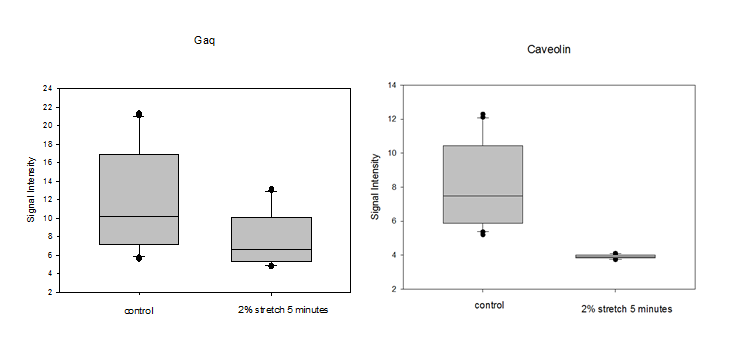 Gaq
Caveolin
24
22
20
18
16
14
12
10
8
6
4
2
Signal Intensity
control
2% stretch 5 minutes
14
12
10
8
6
4
2
Signal Intensity
control
2% stretch 5 minutes